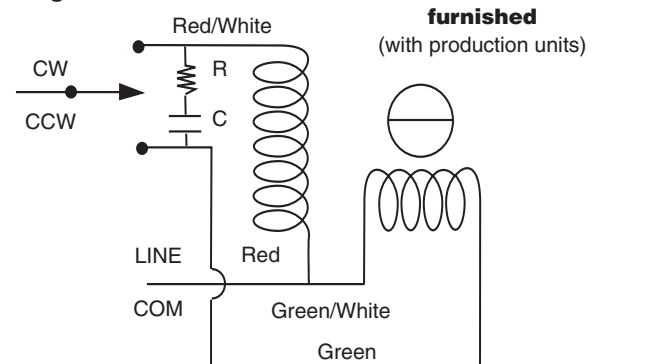 Red/White
furnished
(with production units)
CW
R
CCW
C
LINE
Red
COM
Green/White
Green